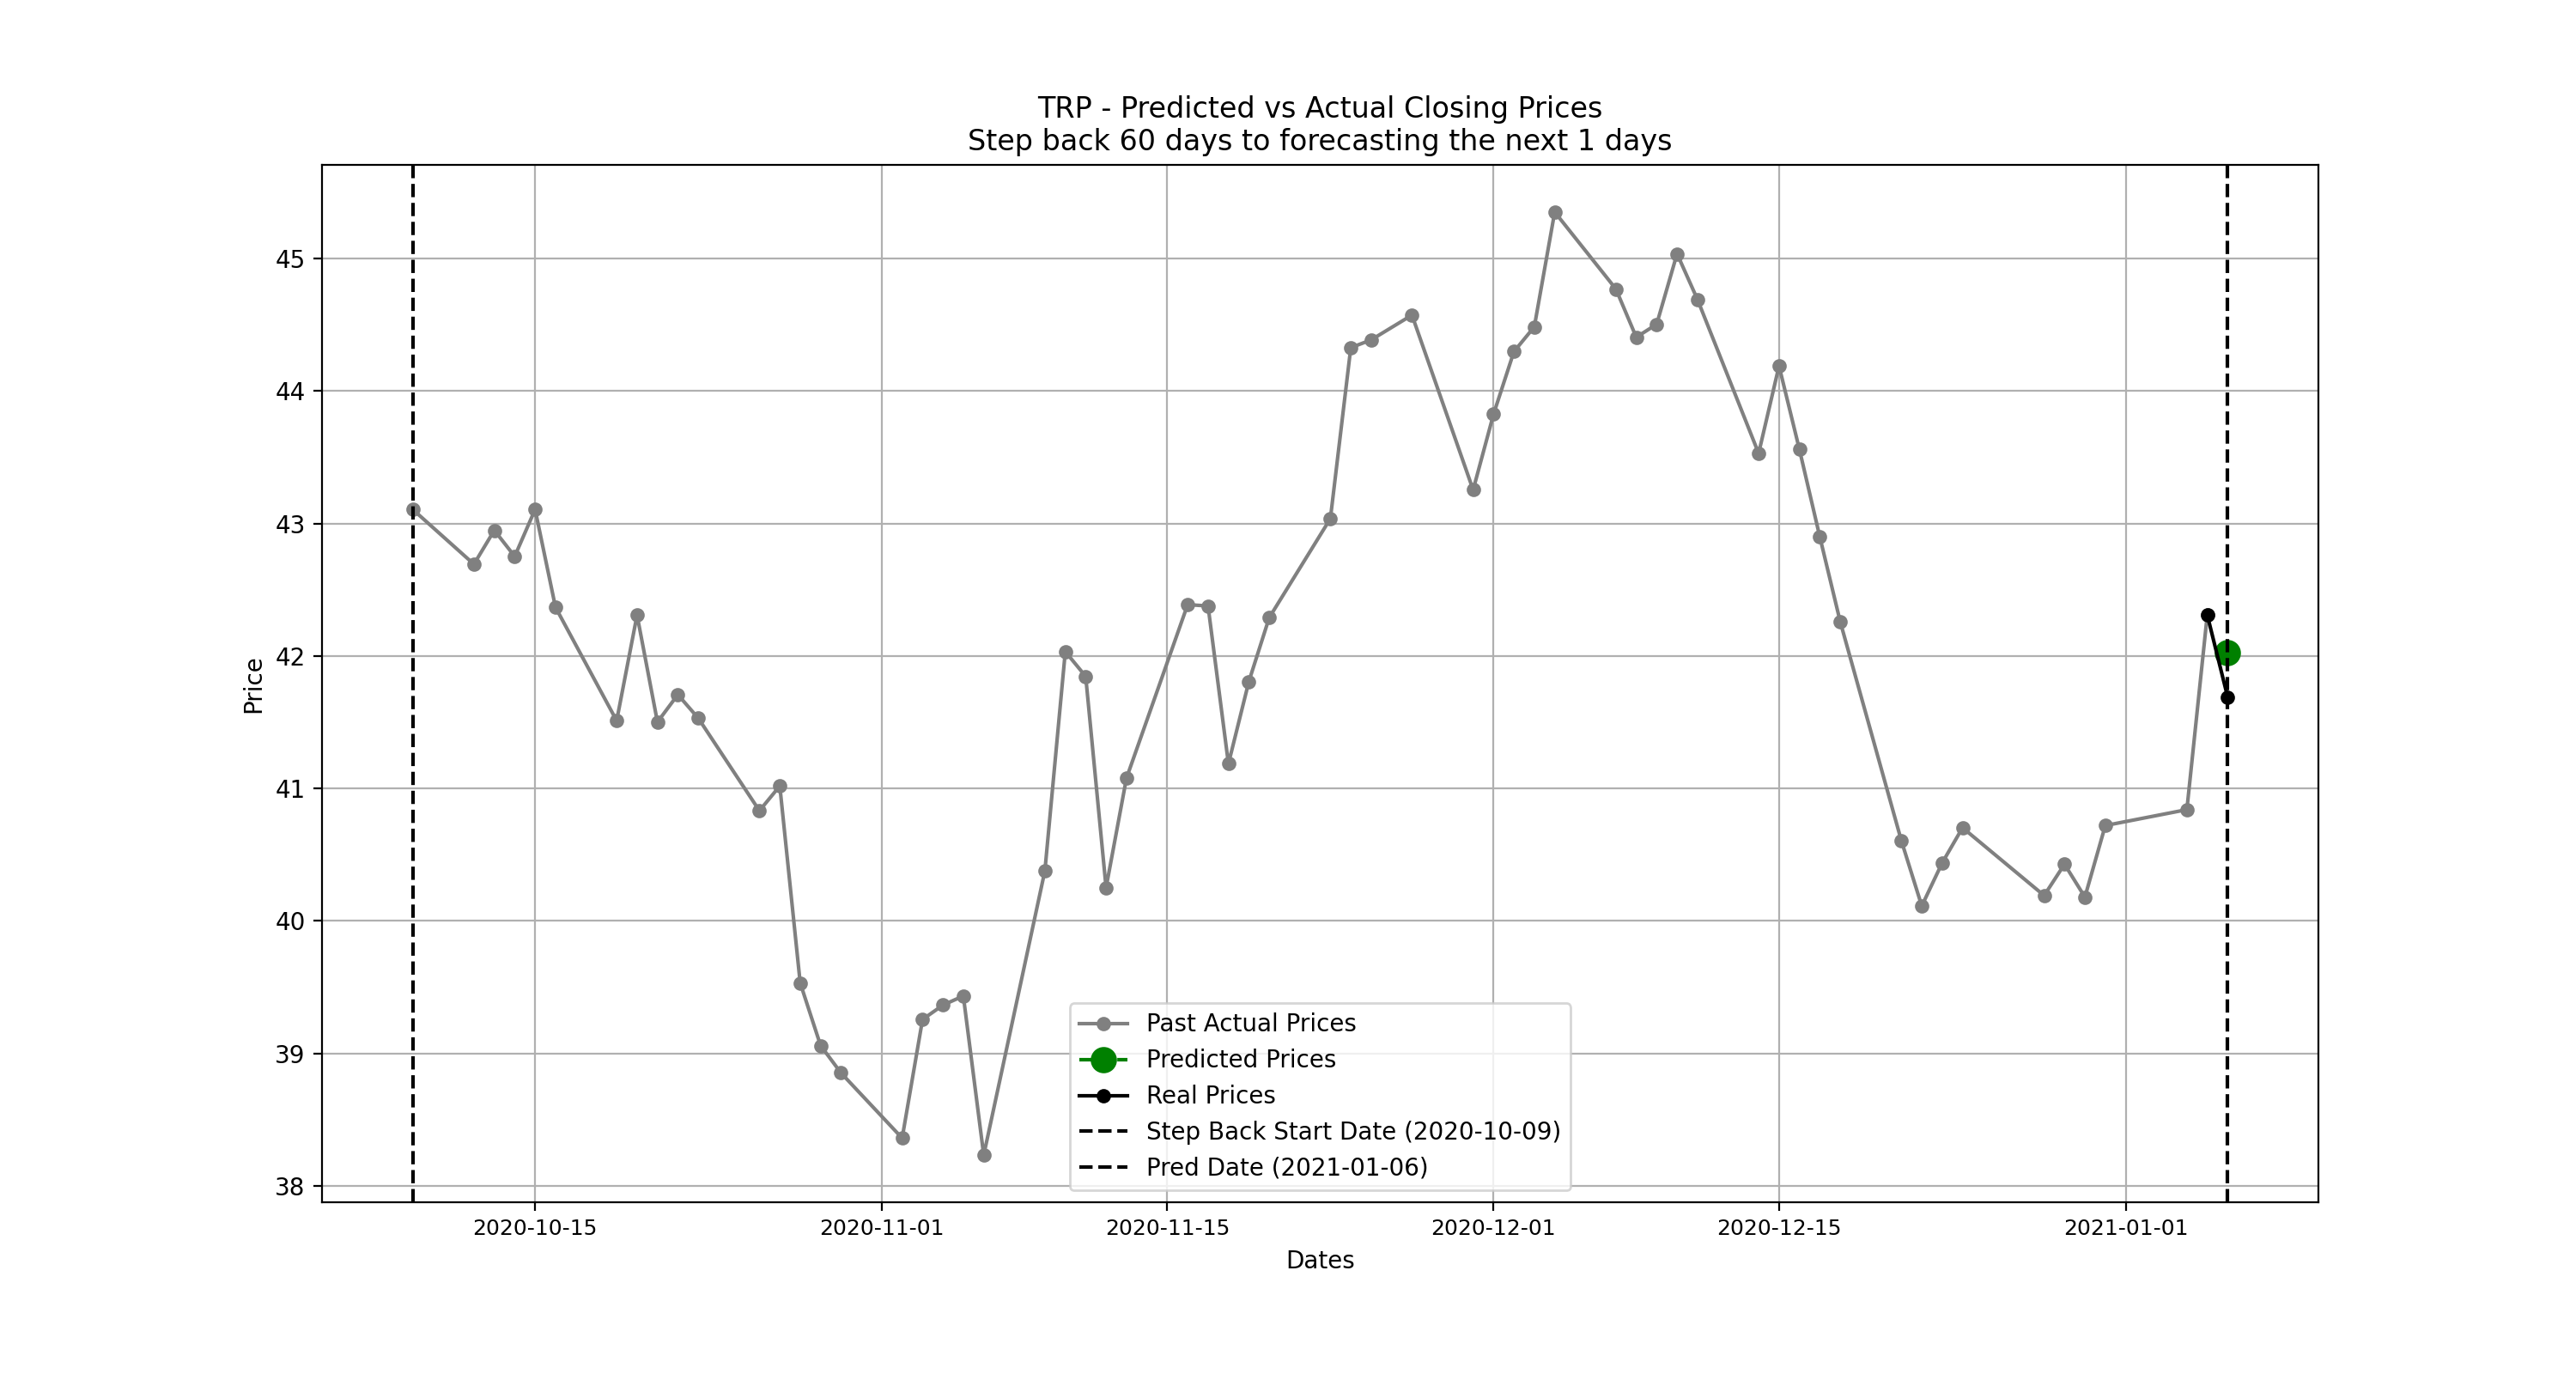 TRP - Predicted vs Actual Closing Prices
Step back 60 days to forecasting the next 1 days
Price
45
44
43
42
41
40
39
38
Past Actual Prices
Predicted Prices
Real Prices
Step Back Start Date (2020-10-09)
Pred Date (2021-01-06)
2020-10-15 2020-11-01 2020-11-15 2020-12-01 2020-12-15 2021-01-01
Dates